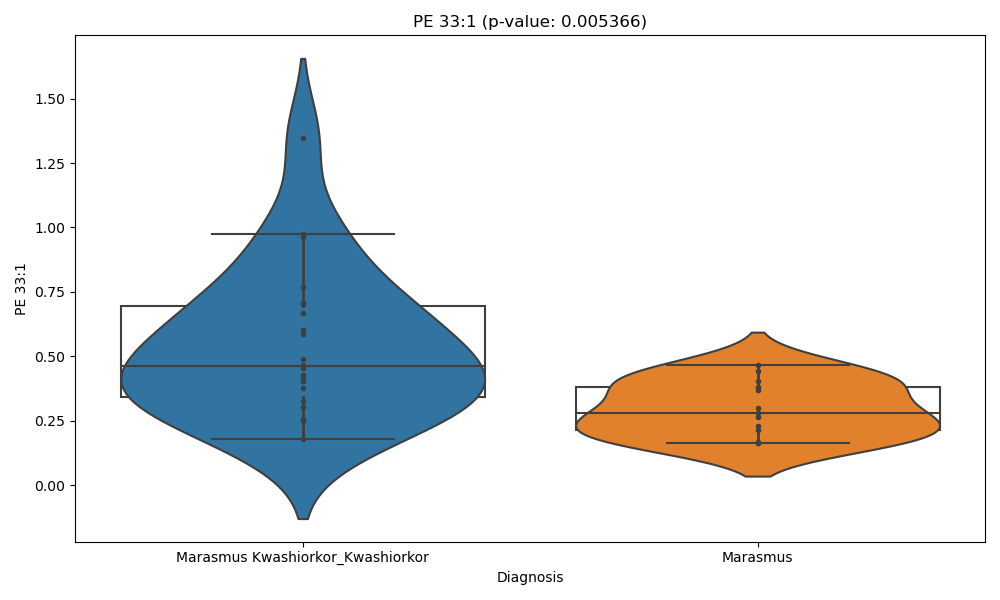 PE 33:1 (p-value: 0.005366)
PE 33:1
1.50
1.25
1.00
0.75
0.50
0.25
0.00
Marasmus Kwashiorkor_Kwashiorkor
Marasmus
Diagnosis